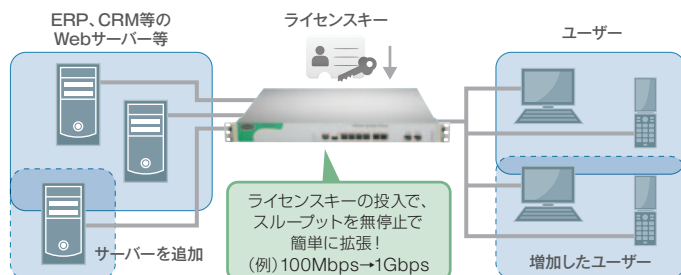 ERP、CRM等の
Webサーバー等
ライセンスキー
ユーザー
サーバーを追加
ライセンスキーの投入で、
スループットを無停止で
簡単に拡張！
(例)100Mbps→1Gbps
増加したユーザー